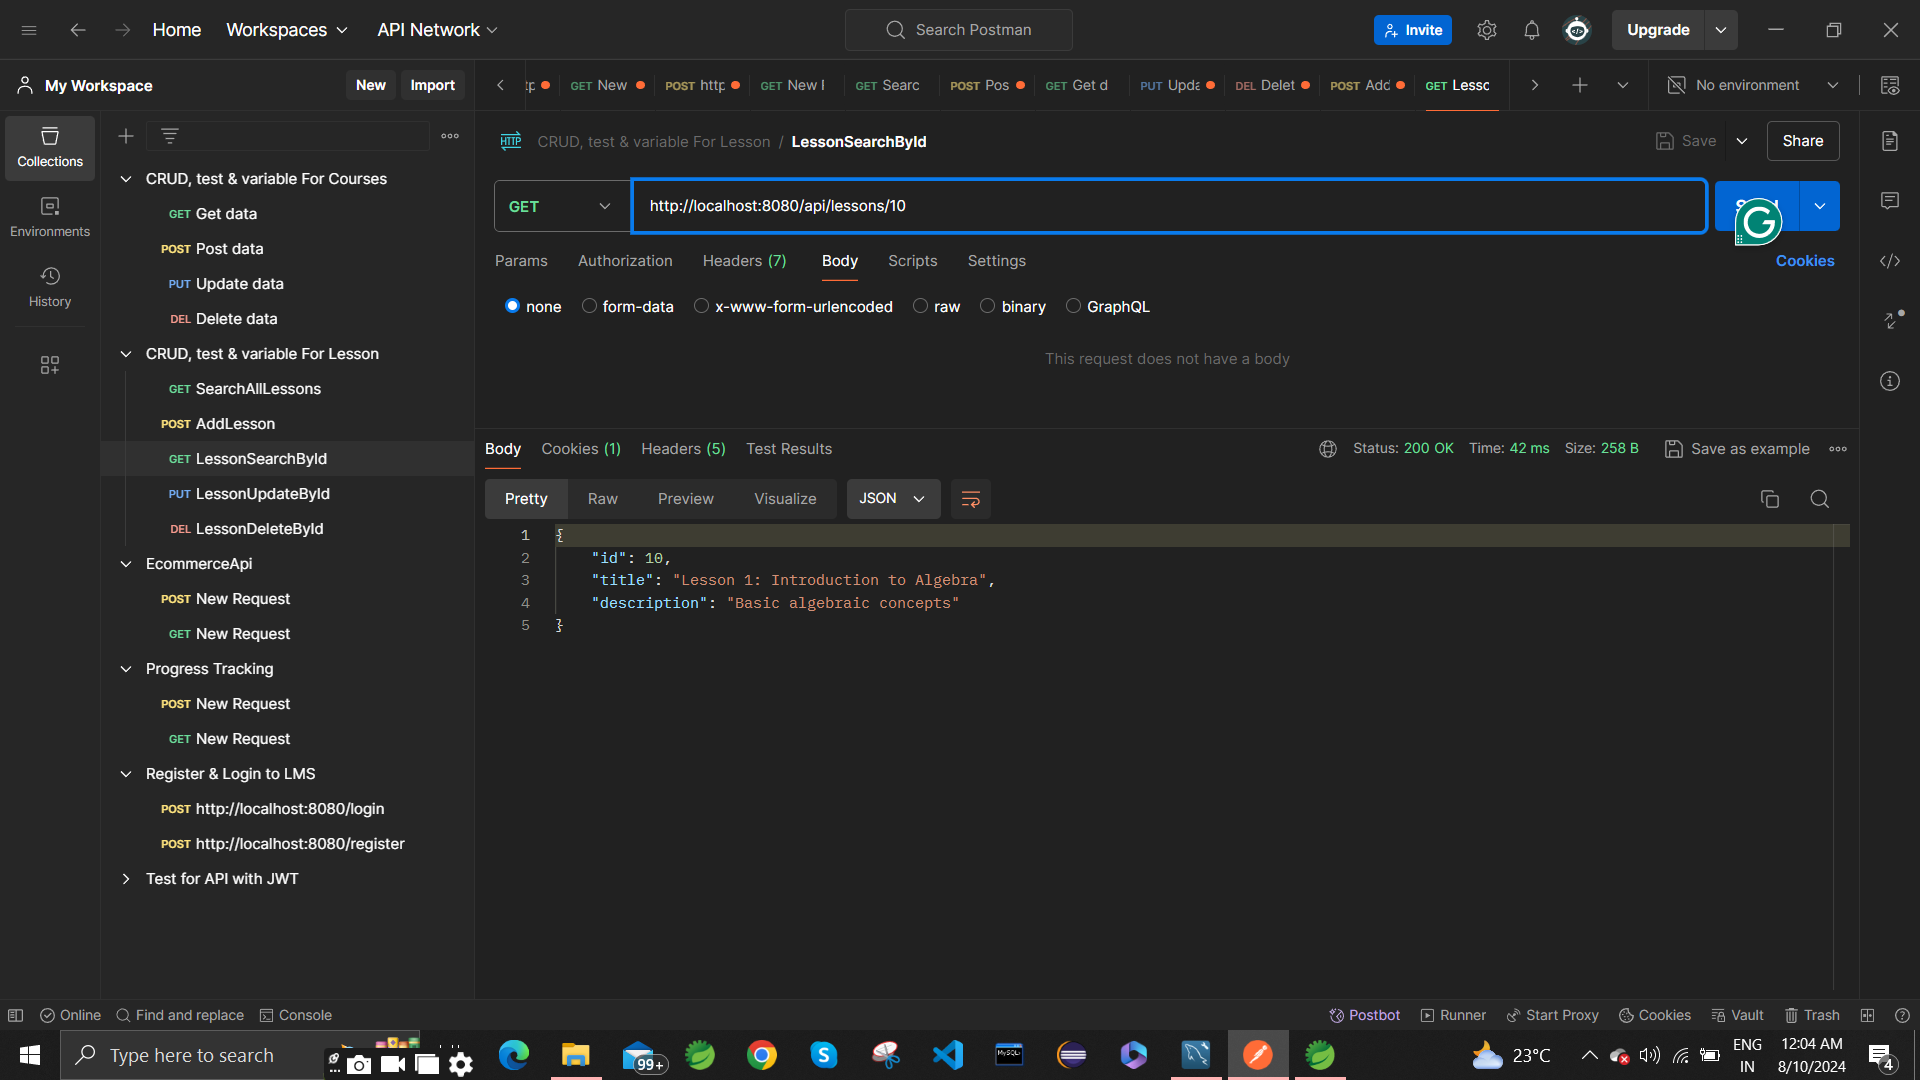 Home Workspaces API Network Search Postman Invite Upgrade
My Workspace New Import GET New POST http GET New GET Searc POST Pos GET Get d PUT Upda DEL Delet POST Add GET Lessc No environment
Collections
Environments
History
CRUD, test & variable For Courses
GET Get data
POST Post data
PUT Update data
DEL Delete data
CRUD, test & variable For Lesson
GET SearchAllLessons
POST AddLesson
GET LessonSearchById
PUT LessonUpdateById
DEL LessonDeleteById
EcommerceApi
POST New Request
GET New Request
Progress Tracking
POST New Request
GET New Request
Register & Login to LMS
POST http://localhost:8080/login
POST http://localhost:8080/register
Test for API with JWT
HTTP CRUD, test & variable For Lesson / LessonSearchById Save Share
GET http://localhost:8080/api/lessons/10
Params Authorization Headers (7) Body Scripts Settings Cookies
none form-data x-www-form-urlencoded raw binary GraphQL
This request does not have a body
Body Cookies (1) Headers (5) Test Results Status: 200 OK Time: 42 ms Size: 258 B Save as example
Pretty Raw Preview Visualize JSON
1 {
2 "id": 10,
3 "title": "Lesson 1: Introduction to Algebra",
4 "description": "Basic algebraic concepts"
5 }
Online Find and replace Console Postbot Runner Start Proxy Cookies Vault Trash
Type here to search 99+ MySQL 23°C ENG IN 12:04 AM 8/10/2024 4